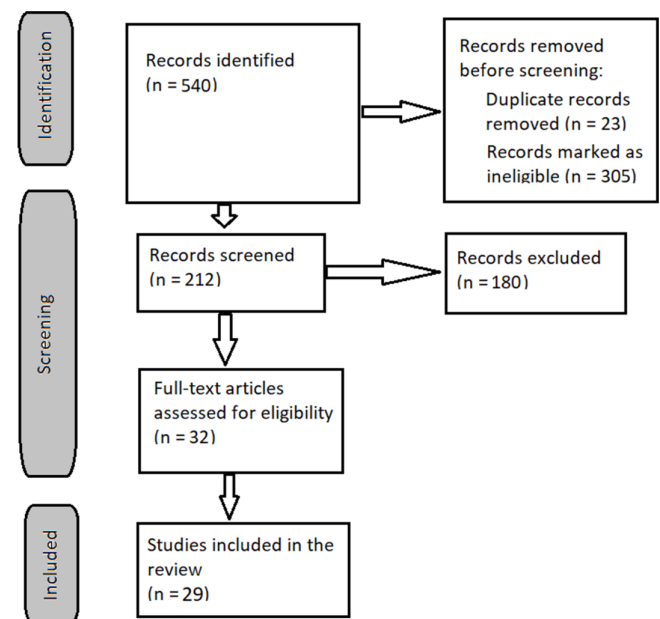 Identification
Records identified
(n = 540)
Records removed
before screening:
Duplicate records
removed (n = 23)
Records marked as
ineligible (n = 305)
Screening
Records screened
(n = 212)
Records excluded
(n = 180)
Full-text articles
assessed for eligibility
(n = 32)
Included
Studies included in the
review
(n = 29)